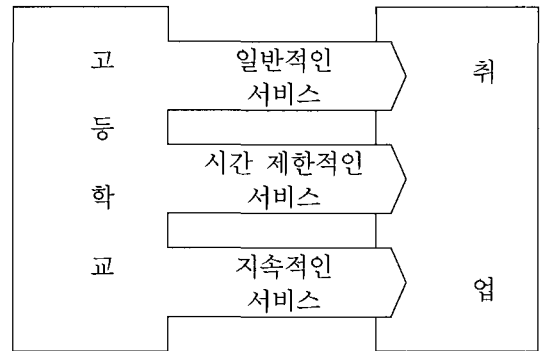 고등학교
일반적인
서비스
시간 제한적인
서비스
지속적인
서비스
취업